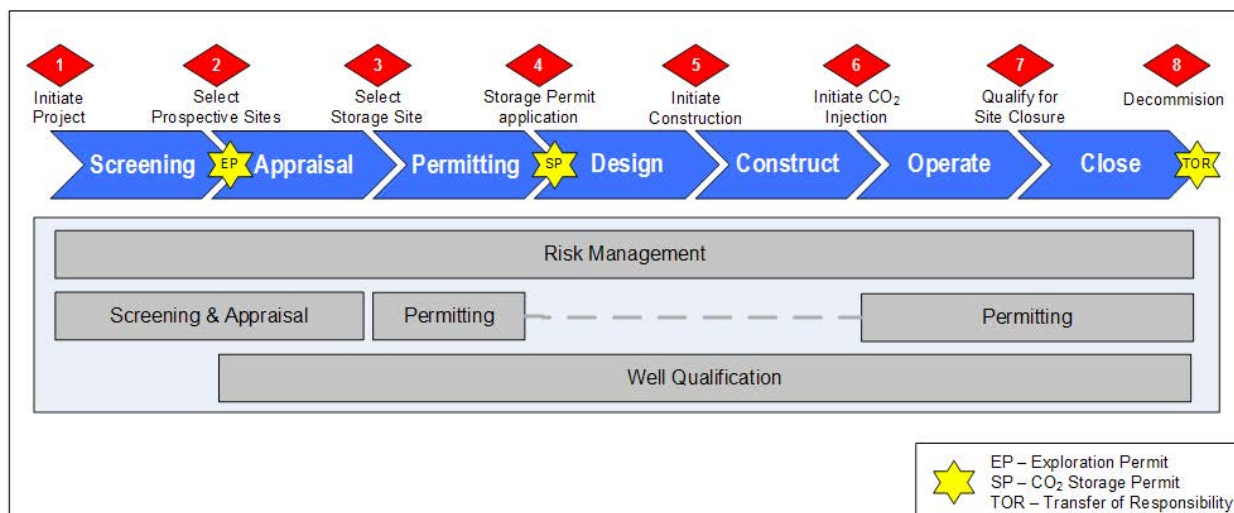 1 2 3 4 5 6 7 8
Initiate Project
Select Prospective Sites
Select Storage Site
Storage Permit application
Initiate Construction
Initiate CO₂ Injection
Qualify for Site Closure
Decommision
Screening EP Appraisal Permitting SP Design Construct Operate Close TOR
Risk Management
Screening & Appraisal Permitting Permitting
Well Qualification
EP – Exploration Permit
SP – CO₂ Storage Permit
TOR – Transfer of Responsibility